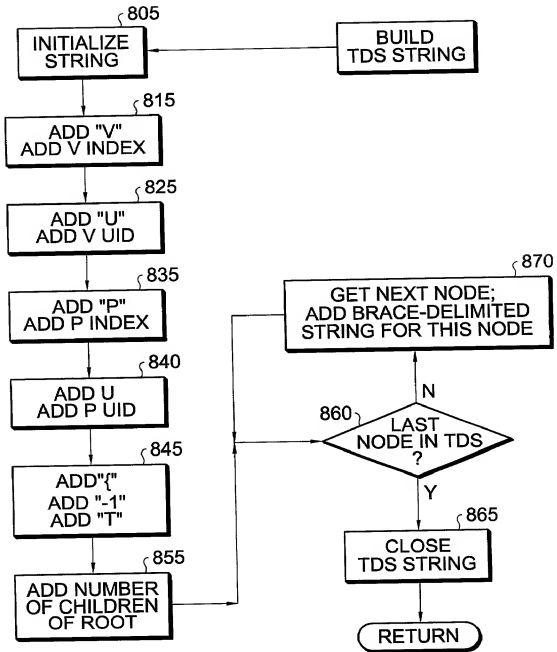 805
INITIALIZE
STRING
BUILD
TDS STRING
815
ADD "V"
ADD V INDEX
825
ADD "U"
ADD V UID
835
ADD "P"
ADD P INDEX
840
ADD U
ADD P UID
845
ADD"{"
ADD "-1"
ADD "T"
855
ADD NUMBER
OF CHILDREN
OF ROOT
870
GET NEXT NODE;
ADD BRACE-DELIMITED
STRING FOR THIS NODE
N
860
LAST
NODE IN TDS
?
Y
865
CLOSE
TDS STRING
RETURN